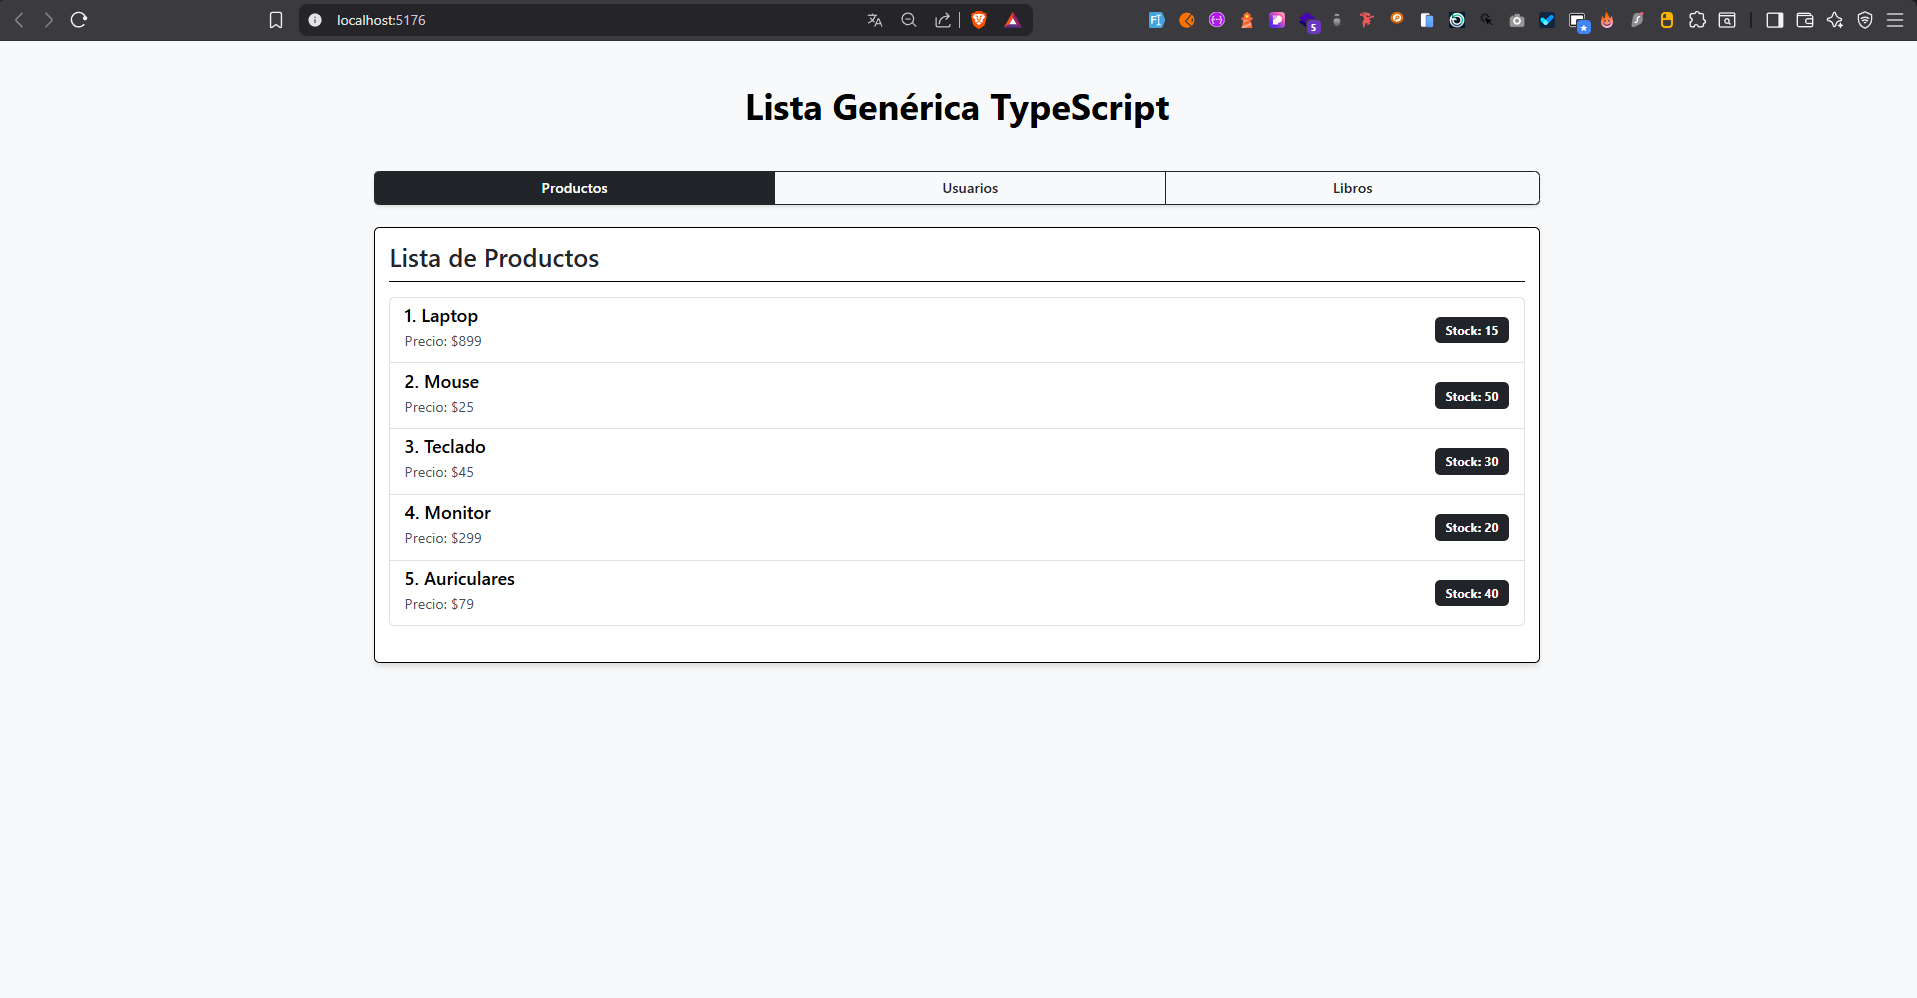 localhost:5176
5
Lista Genérica TypeScript
Productos
Usuarios
Libros
Lista de Productos
1. Laptop
Precio: $899
Stock: 15
2. Mouse
Precio: $25
Stock: 50
3. Teclado
Precio: $45
Stock: 30
4. Monitor
Precio: $299
Stock: 20
5. Auriculares
Precio: $79
Stock: 40